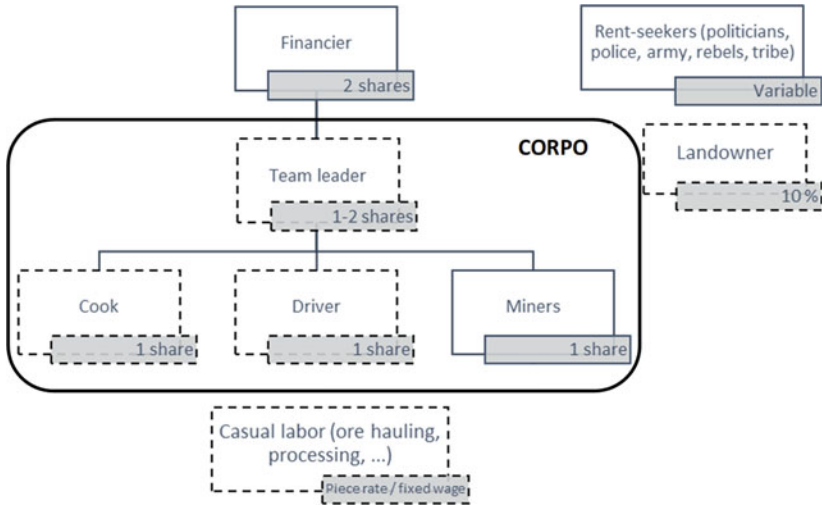 Financier
2 shares
Rent-seekers (politicians,
police, army, rebels, tribe)
Variable
CORPO
Landowner
10 %
Team leader
1-2 shares
Cook
1 share
Driver
1 share
Miners
1 share
Casual labor (ore hauling,
processing, ...)
Piece rate / fixed wage